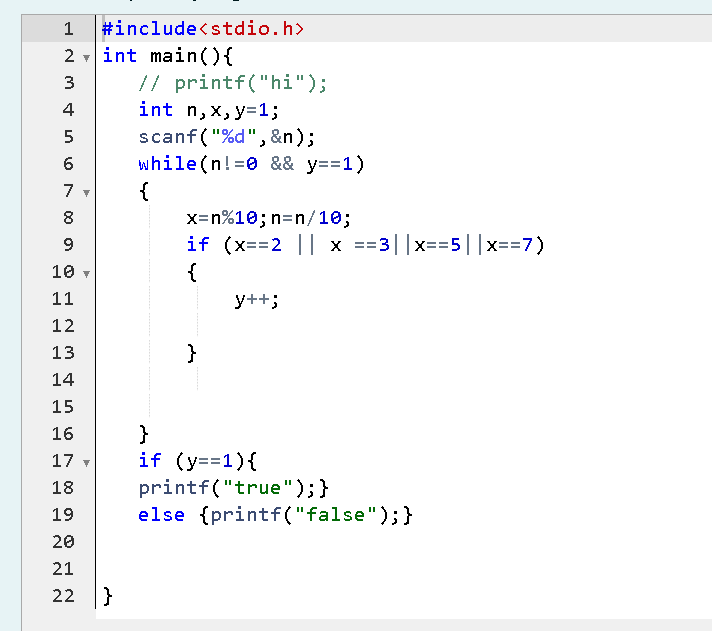 1 #include<stdio.h>
2 int main(){
3 // printf("hi");
4 int n,x,y=1;
5 scanf("%d",&n);
6 while(n!=0 && y==1)
7 {
8 x=n%10;n=n/10;
9 if (x==2 || x ==3||x==5||x==7)
10 {
11 y++;
12
13 }
14
15
16 }
17 if (y==1){
18 printf("true");}
19 else {printf("false");}
20
21
22 }